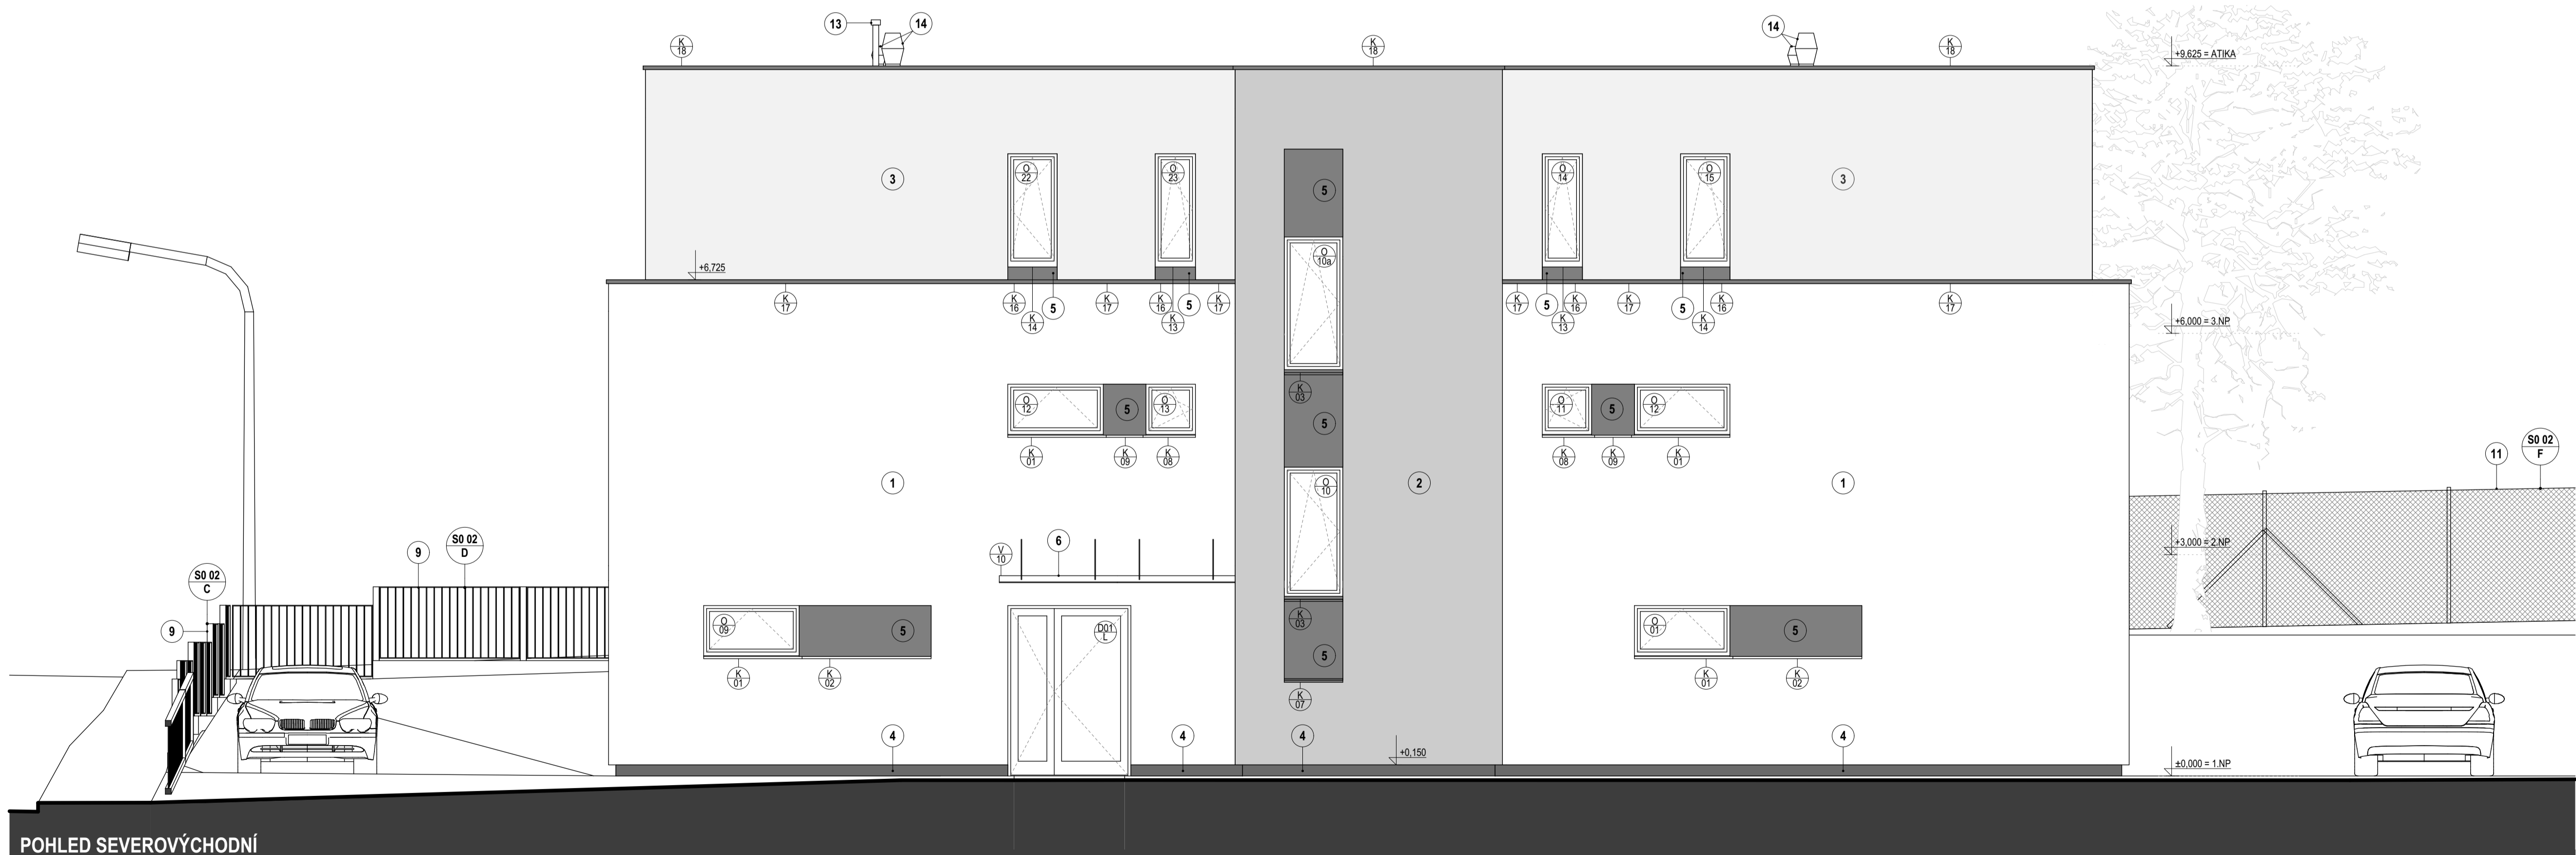 13
14
14
K 18
K 18
K 18
+9,625 = ATIKA
3
O 22
O 23
5
O 14
O 15
3
O 10a
+6,725
5
5
5
5
K 17
K 16
K 14
5
K 17
K 16
K 13
5
K 17
K 17
5
K 13
K 16
K 17
5
K 14
K 16
K 17
+6,000 = 3.NP
O 12
5
O 13
K 03
5
O 11
5
O 12
K 01
K 09
K 08
K 08
K 09
K 01
1
O 10
2
1
11
S0 02 F
9
S0 02 D
V 10
6
+3,000 = 2.NP
S0 02 C
9
O 09
5
D01 L
K 03
5
O 01
5
K 01
K 02
K 07
K 01
K 02
4
4
4
+0,150
4
±0,000 = 1.NP
POHLED SEVEROVÝCHODNÍ